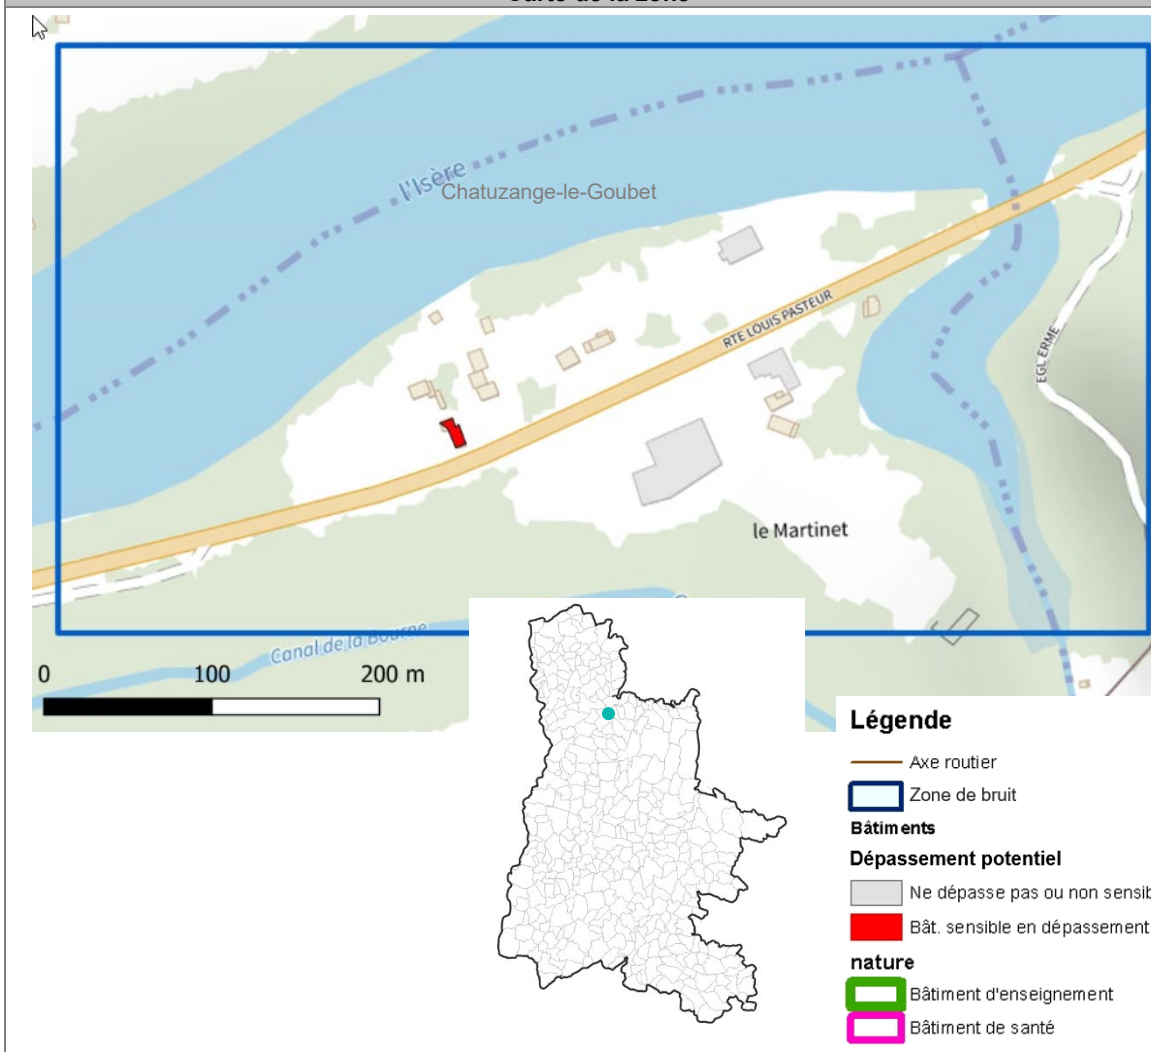 l'Isère
Chatuzange-le-Goubet
RTE LOUIS PASTEUR
EGL ERME
le Martinet
Canal de la Bourne
0 100 200 m
Légende
Axe routier
Zone de bruit
Bâtiments
Dépassement potentiel
Ne dépasse pas ou non sensib
Bât. sensible en dépassement
nature
Bâtiment d'enseignement
Bâtiment de santé